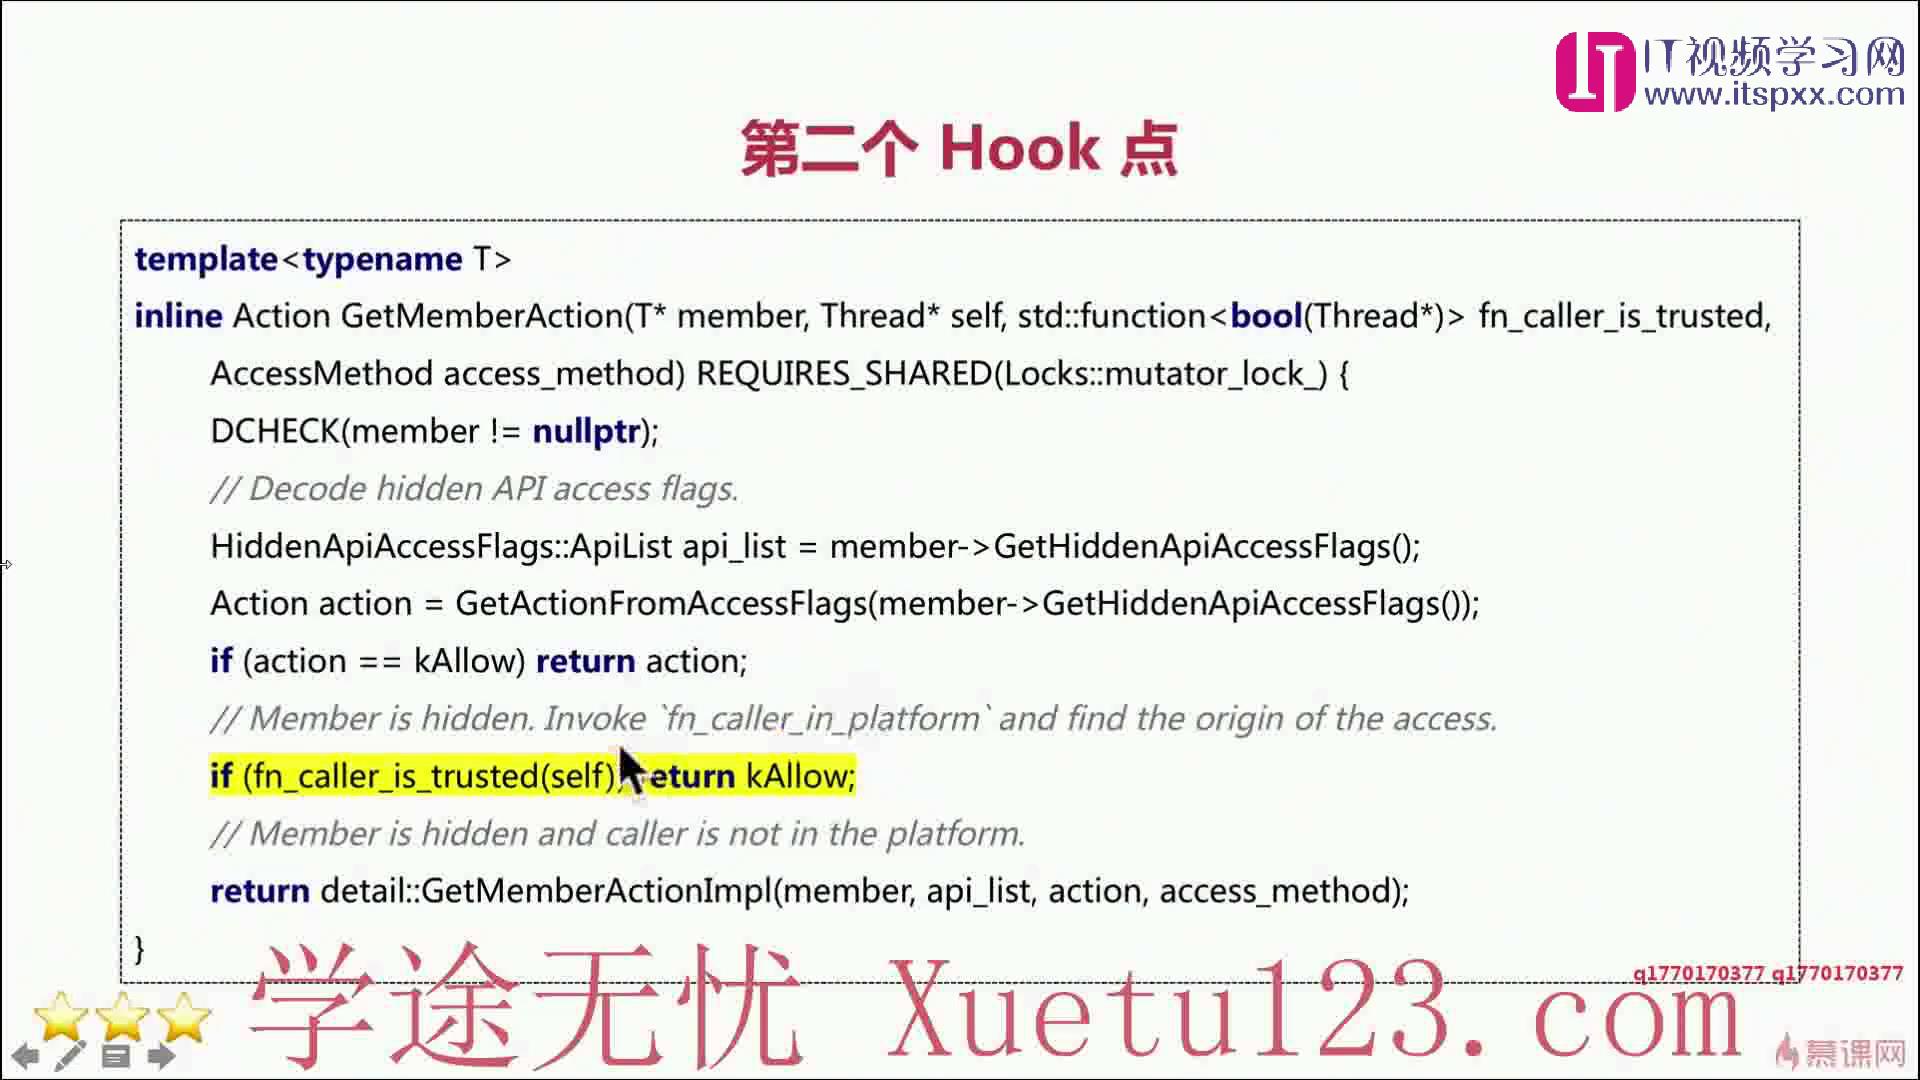 IT视频学习网
www.itspxx.com
第二个 Hook 点
template<typename T>
inline Action GetMemberAction(T* member, Thread* self, std::function<bool(Thread*)> fn_caller_is_trusted,
AccessMethod access_method) REQUIRES_SHARED(Locks::mutator_lock_) {
DCHECK(member != nullptr);
// Decode hidden API access flags.
HiddenApiAccessFlags::ApiList api_list = member->GetHiddenApiAccessFlags();
Action action = GetActionFromAccessFlags(member->GetHiddenApiAccessFlags());
if (action == kAllow) return action;
// Member is hidden. Invoke `fn_caller_in_platform` and find the origin of the access.
if (fn_caller_is_trusted(self)) return kAllow;
// Member is hidden and caller is not in the platform.
return detail::GetMemberActionImpl(member, api_list, action, access_method);
}
q1770170377 q1770170377
学途无忧 Xuetu123.com
慕课网